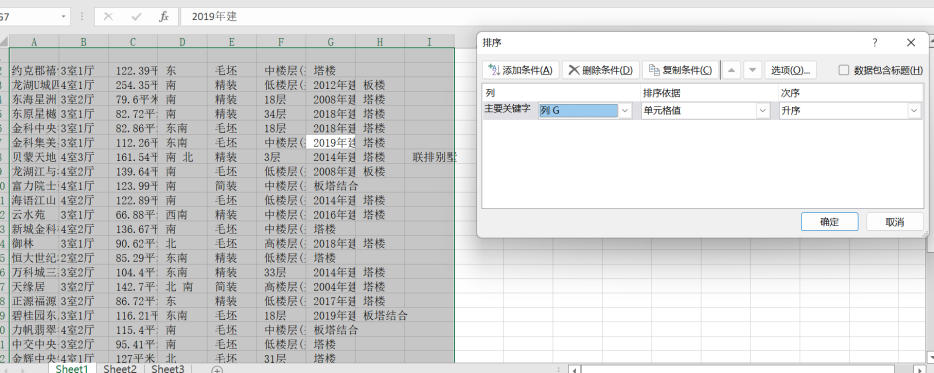 G7 2019年建
A B C D E F G H I
约克郡禧 3室1厅 122.39平 东 毛坯 中楼层(共 塔楼
龙湖U城四 4室2厅 254.35平 南 精装 低楼层(共 2012年建 板楼
东海星洲 3室2厅 79.6平米 南 精装 18层 2008年建 塔楼
东原星樾 3室1厅 82.72平 南 精装 34层 2018年建 塔楼
金科中央 3室1厅 82.86平 东南 毛坯 18层 2018年建 塔楼
金科集美 3室1厅 112.26平 东南 毛坯 中楼层(共 2019年建 塔楼
贝蒙天地 4室3厅 161.54平 南 北 精装 3层 2014年建 塔楼 联排别墅
龙湖江与 4室2厅 139.64平 南 毛坯 低楼层(共 2008年建 板楼
富力院士 4室1厅 123.99平 南 简装 中楼层(共 板塔结合
海语江山 4室2厅 122.89平 南 毛坯 低楼层(共 2014年建 塔楼
云水苑 3室1厅 66.88平 西南 精装 中楼层(共 2016年建 塔楼
新城金科 4室2厅 136.67平 南 毛坯 中楼层(共 塔楼
御林 3室1厅 90.62平 北 毛坯 高楼层(共 2018年建 塔楼
恒大世纪 3室2厅 85.29平 东南 精装 低楼层(共 塔楼
万科城三 3室2厅 104.4平 东南 精装 33层 2014年建 塔楼
天缘居 3室2厅 142.7平 北 南 简装 高楼层(共 2004年建 塔楼
正源福源 3室2厅 86.72平 东 精装 低楼层(共 2017年建 塔楼
碧桂园东 3室1厅 116.21平 东南 毛坯 18层 2019年建 板塔结合
力帆翡翠 4室2厅 115.4平 南 毛坯 中楼层(共 板塔结合
中交中央 3室2厅 95.41平 南 毛坯 低楼层(共 塔楼
金辉中央 4室1厅 127平米 北 毛坯 31层 塔楼
Sheet1 Sheet2 Sheet3
排序 ?
添加条件(A) 删除条件(D) 复制条件(C) 选项(O)... 数据包含标题(H)
列 排序依据 次序
主要关键字 列 G 单元格值 升序
确定 取消